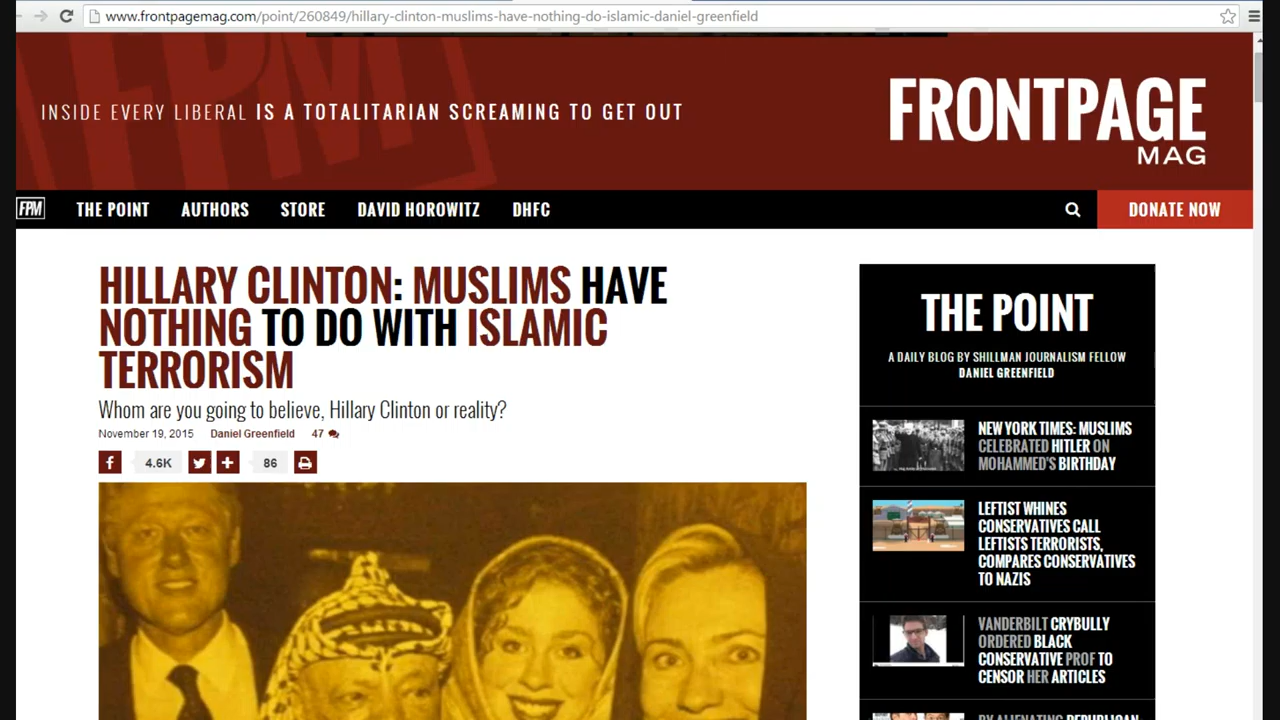 www.frontpagemag.com/point/260849/hillary-clinton-muslims-have-nothing-do-islamic-daniel-greenfield
INSIDE EVERY LIBERAL IS A TOTALITARIAN SCREAMING TO GET OUT
FRONTPAGE
MAG
FPM
THE POINT
AUTHORS
STORE
DAVID HOROWITZ
DHFC
DONATE NOW
HILLARY CLINTON: MUSLIMS HAVE
NOTHING TO DO WITH ISLAMIC
TERRORISM
Whom are you going to believe, Hillary Clinton or reality?
November 19, 2015 Daniel Greenfield 47
4.6K
86
THE POINT
A DAILY BLOG BY SHILLMAN JOURNALISM FELLOW
DANIEL GREENFIELD
NEW YORK TIMES: MUSLIMS
CELEBRATED HITLER ON
MOHAMMED'S BIRTHDAY
LEFTIST WHINES
CONSERVATIVES CALL
LEFTISTS TERRORISTS,
COMPARES CONSERVATIVES
TO NAZIS
VANDERBILT CRYBULLY
ORDERED BLACK
CONSERVATIVE PROF TO
CENSOR HER ARTICLES
BY ALIENATING REPUBLICAN